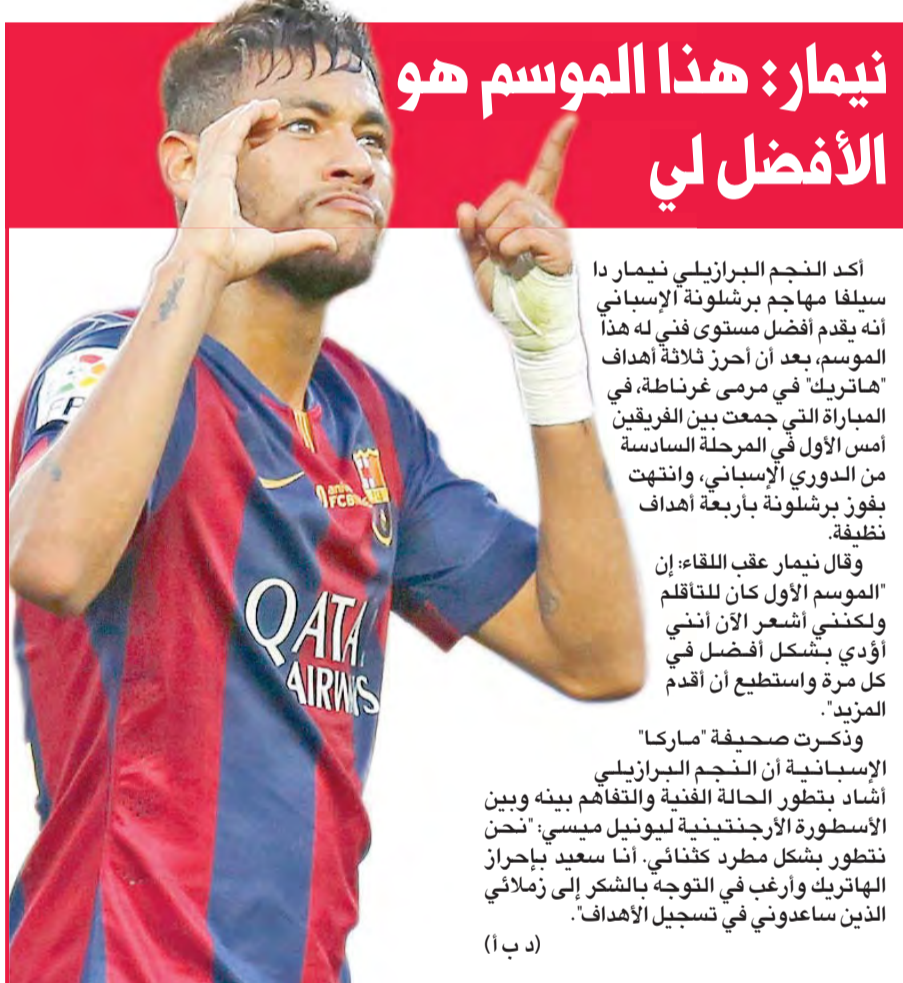 نيمار: هذا الموسم هو
الأفضل لي
أكد النجم البرازيلي نيمار دا
سيلفا مهاجم برشلونة الإسباني
أنه يقدم أفضل مستوى فني له هذا
الموسم، بعد أن أحرز ثلاثة أهداف
"هاتريك" في مرمى غرناطة، في
المباراة التي جمعت بين الفريقين
أمس الأول في المرحلة السادسة
من الدوري الإسباني، وانتهت
بفوز برشلونة بأربعة أهداف
نظيفة.
وقال نيمار عقب اللقاء: إن
"الموسم الأول كان للتأقلم
ولكنني أشعر الآن أنني
أؤدي بشكل أفضل في
كل مرة واستطيع أن أقدم
المزيد".
وذكرت صحيفة "ماركا"
الإسبانية أن النجم البرازيلي
أشاد بتطور الحالة الفنية والتفاهم بينه وبين
الأسطورة الأرجنتينية ليونيل ميسي: "نحن
نتطور بشكل مطرد كثنائي. أنا سعيد بإحراز
الهاتريك وأرغب في التوجه بالشكر إلى زملائي
الذين ساعدوني في تسجيل الأهداف".
(د ب أ)
QATA
AIRWAYS